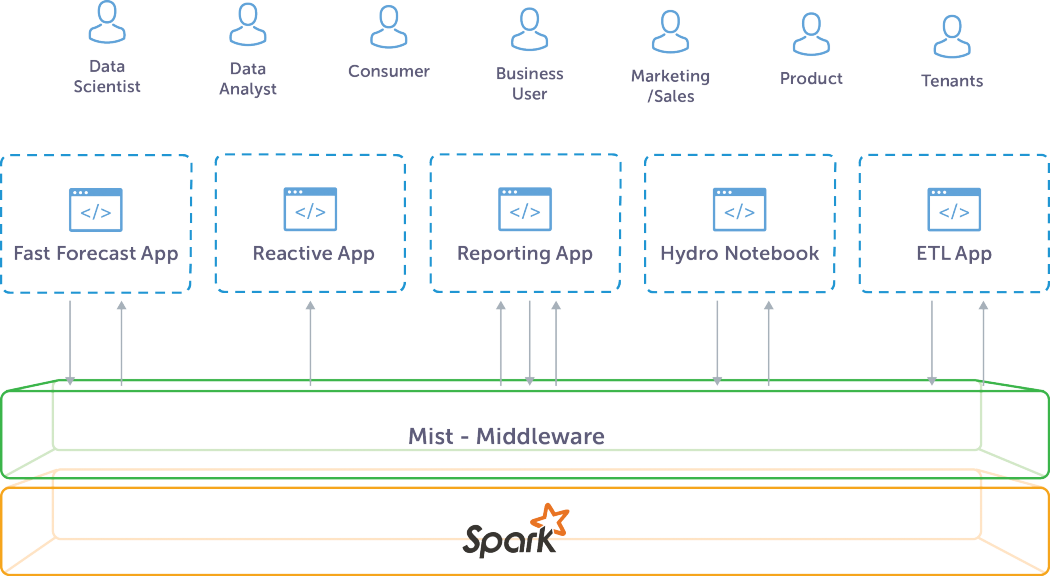 Data
Scientist
Data
Analyst
Consumer
Business
User
Marketing
/Sales
Product
Tenants
</>
Fast Forecast App
</>
Reactive App
</>
Reporting App
</>
Hydro Notebook
</>
ETL App
Mist - Middleware
Spark